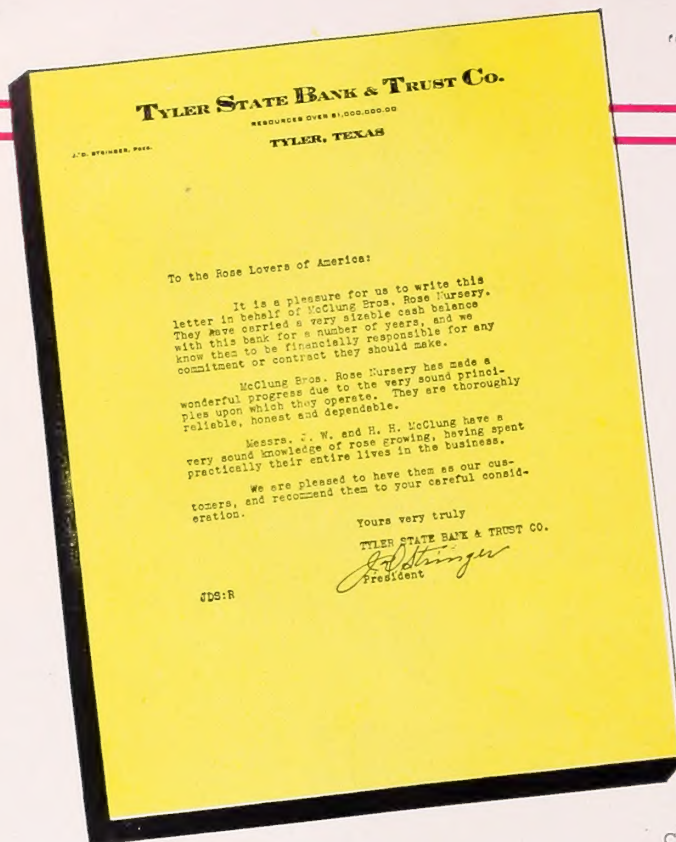 TYLER STATE BANK & TRUST CO.
RESOURCES OVER $1,000,000.00
TYLER, TEXAS
J. D. STRINGER, PRES.
To the Rose Lovers of America:
It is a pleasure for us to write this
letter in behalf of McClung Bros. Rose Nursery.
They have carried a very sizable cash balance
with this bank for a number of years, and we
know them to be financially responsible for any
commitment or contract they should make.
McClung Bros. Rose Nursery has made a
wonderful progress due to the very sound princi-
ples upon which they operate. They are thoroughly
reliable, honest and dependable.
Messrs. J. W. and H. H. McClung have a
very sound knowledge of rose growing, having spent
practically their entire lives in the business.
We are pleased to have them as our cus-
tomers, and recommend them to your careful consid-
eration.
Yours very truly
TYLER STATE BANK & TRUST CO.
J D Stringer
President
JDS:R